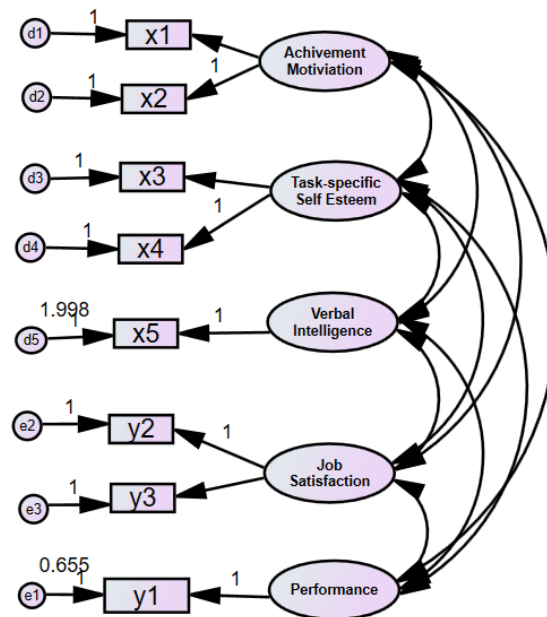 d1 1 x1
Achivement
Motiviation
1
d2 1 x2
d3 1 x3
Task-specific
Self Esteem
1
d4 1 x4
1.998
Verbal
Intelligence
d5 1 x5 1
e2 1 y2 1
Job
Satisfaction
e3 1 y3
0.655
e1 1 y1 1 Performance